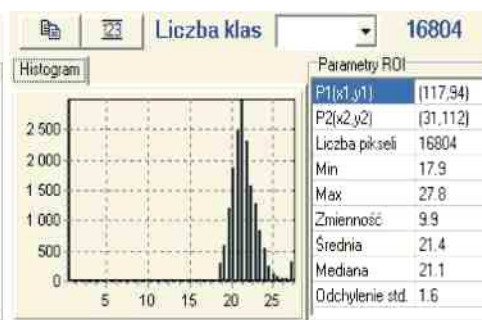 123 Liczba klas 16804
Histogram
2 500
2 000
1 500
1 000
500
0
5 10 15 20 25
Parametry ROI
P1(x1,y1) (117,94)
P2(x2,y2) (31,112)
Liczba pikseli 16804
Min 17.9
Max 27.8
Zmienność 9.9
Średnia 21.4
Mediana 21.1
Odchylenie std. 1.6